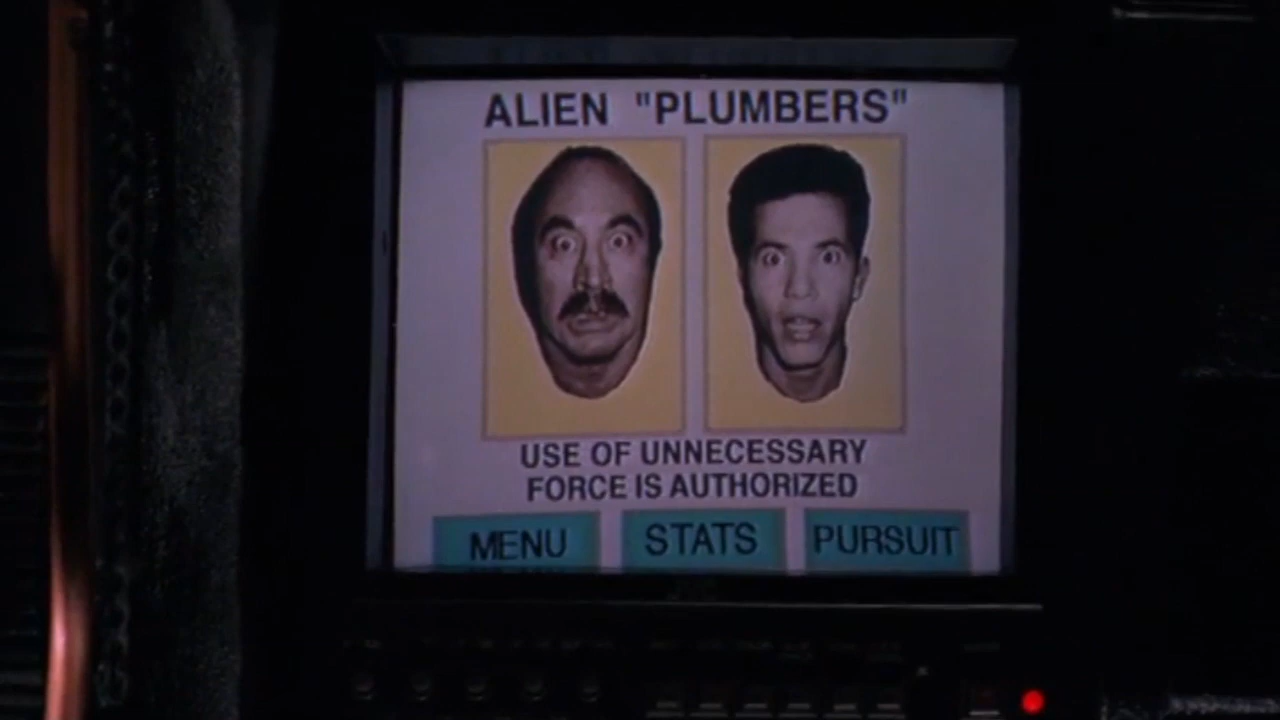 ALIEN "PLUMBERS"
USE OF UNNECESSARY
FORCE IS AUTHORIZED
MENU
STATS
PURSUIT